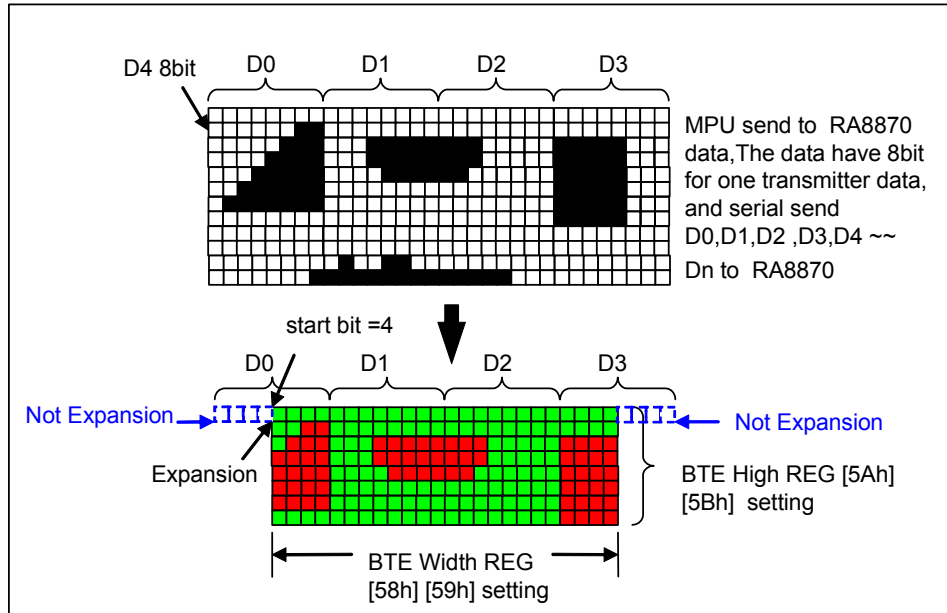 D0 D1 D2 D3
D4 8bit
MPU send to RA8870
data,The data have 8bit
for one transmitter data,
and serial send
D0,D1,D2 ,D3,D4 ~~
Dn to RA8870
start bit =4
D0 D1 D2 D3
Not Expansion
Not Expansion
Expansion
BTE High REG [5Ah]
[5Bh] setting
BTE Width REG
[58h] [59h] setting